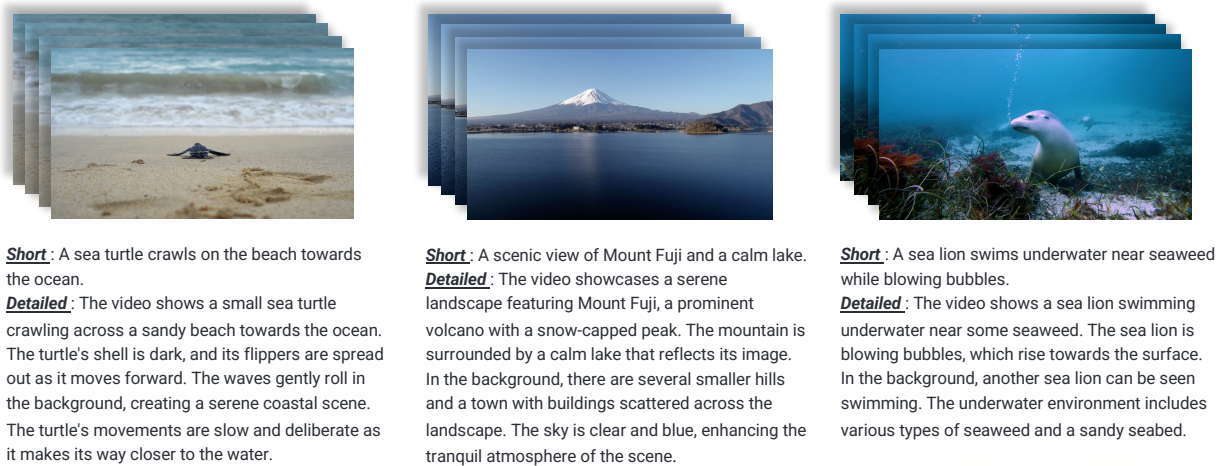 Short : A sea turtle crawls on the beach towards
the ocean.
Detailed : The video shows a small sea turtle
crawling across a sandy beach towards the ocean.
The turtle's shell is dark, and its flippers are spread
out as it moves forward. The waves gently roll in
the background, creating a serene coastal scene.
The turtle's movements are slow and deliberate as
it makes its way closer to the water.
Short : A scenic view of Mount Fuji and a calm lake.
Detailed : The video showcases a serene
landscape featuring Mount Fuji, a prominent
volcano with a snow-capped peak. The mountain is
surrounded by a calm lake that reflects its image.
In the background, there are several smaller hills
and a town with buildings scattered across the
landscape. The sky is clear and blue, enhancing the
tranquil atmosphere of the scene.
Short : A sea lion swims underwater near seaweed
while blowing bubbles.
Detailed : The video shows a sea lion swimming
underwater near some seaweed. The sea lion is
blowing bubbles, which rise towards the surface.
In the background, another sea lion can be seen
swimming. The underwater environment includes
various types of seaweed and a sandy seabed.